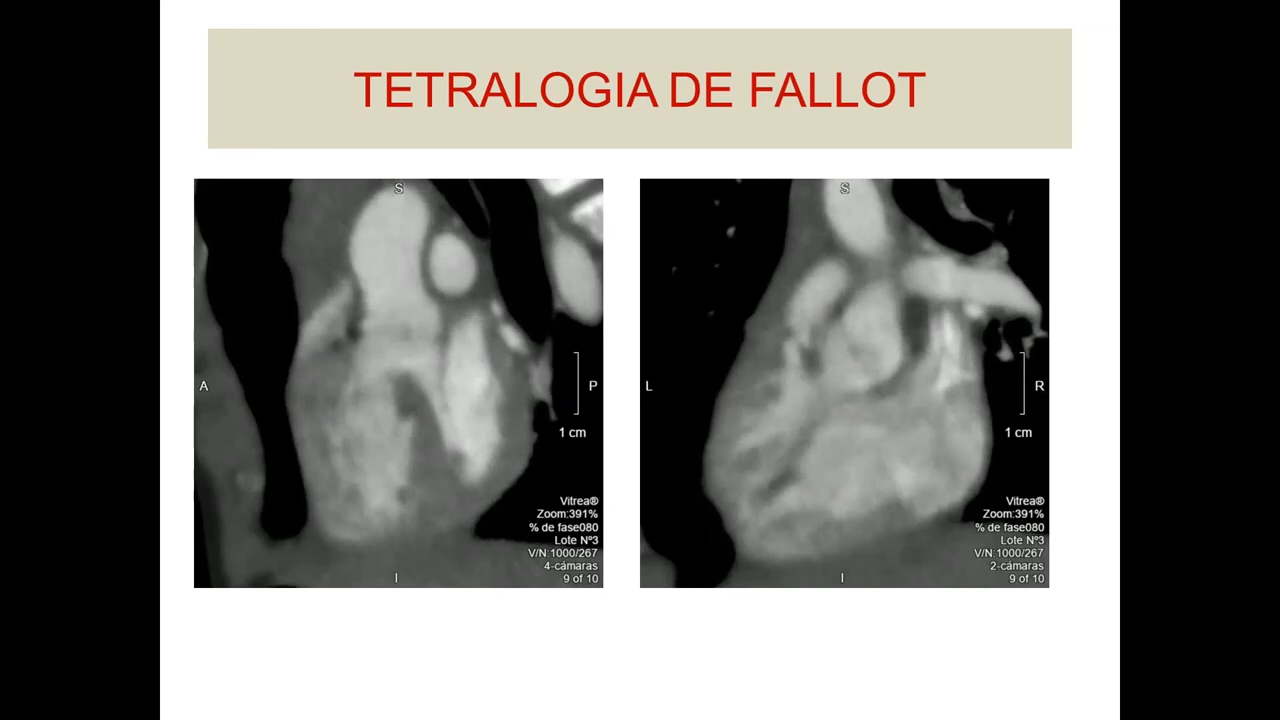 TETRALOGIA DE FALLOT
S
A
P
1 cm
Vitrea®
Zoom:391%
% de fase080
Lote Nº3
V/N:1000/267
4-cámaras
9 of 10
I
S
L
R
1 cm
Vitrea®
Zoom:391%
% de fase080
Lote Nº3
V/N:1000/267
2-cámaras
9 of 10
I